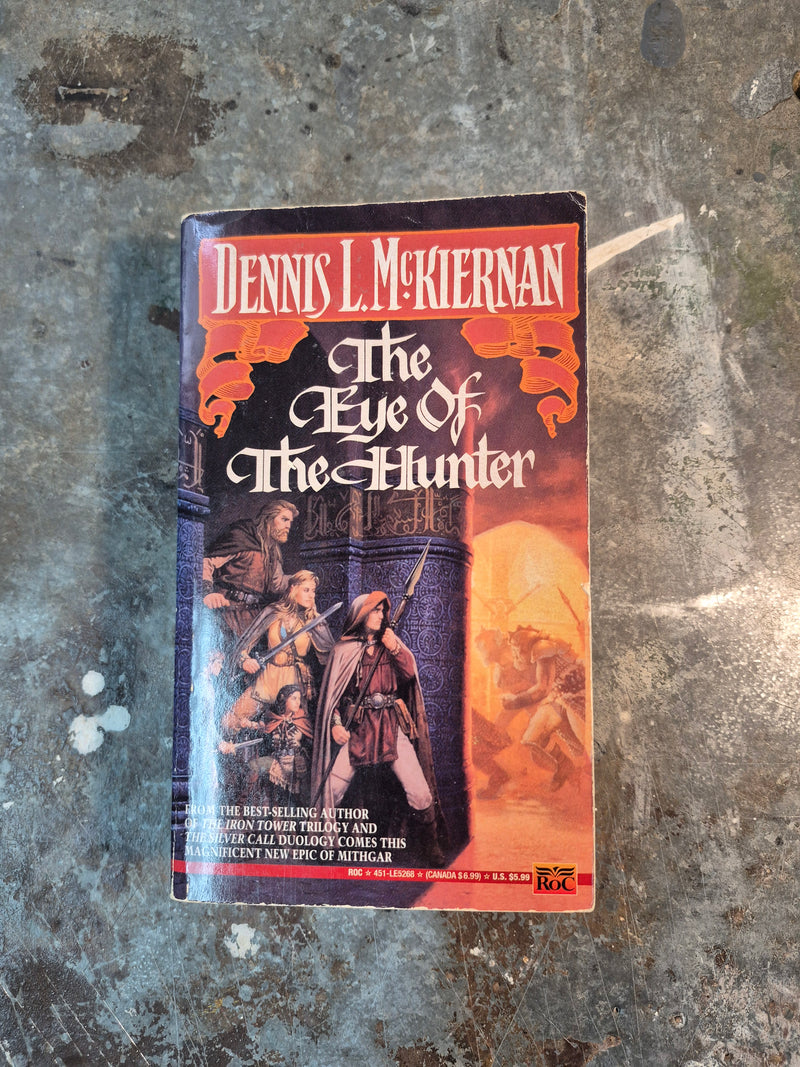 DENNIS L. McKIERNAN
The
Eye Of
The Hunter
FROM THE BEST-SELLING AUTHOR
OF THE IRON TOWER TRILOGY AND
THE SILVER CALL DUOLOGY COMES THIS
MAGNIFICENT NEW EPIC OF MITHGAR
ROC ★ 451-LE5268 ★ (CANADA $6.99) ★ U.S. $5.99
ROC